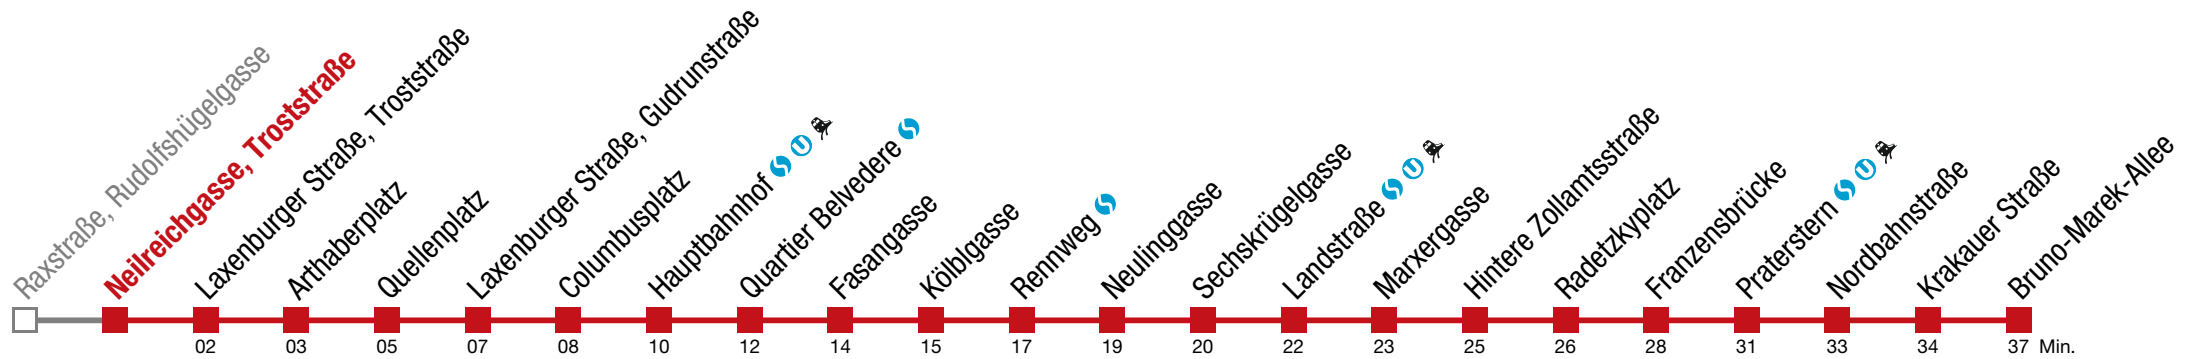 Raxstraße, Rudolfshügelgasse
Neilreichgasse, Troststraße
Laxenburger Straße, Troststraße
Arthaberplatz
Quellenplatz
Laxenburger Straße, Gudrunstraße
Columbusplatz
Hauptbahnhof S U
Quartier Belvedere S
Fasangasse
Kölblgasse
Rennweg S
Neulinggasse
Sechskrügelgasse
Landstraße S U
Marxergasse
Hintere Zollamtsstraße
Radetzkyplatz
Franzensbrücke
Praterstern S U
Nordbahnstraße
Krakauer Straße
Bruno-Marek-Allee
02 03 05 07 08 10 12 14 15 17 19 20 22 23 25 26 28 31 33 34 37 Min.